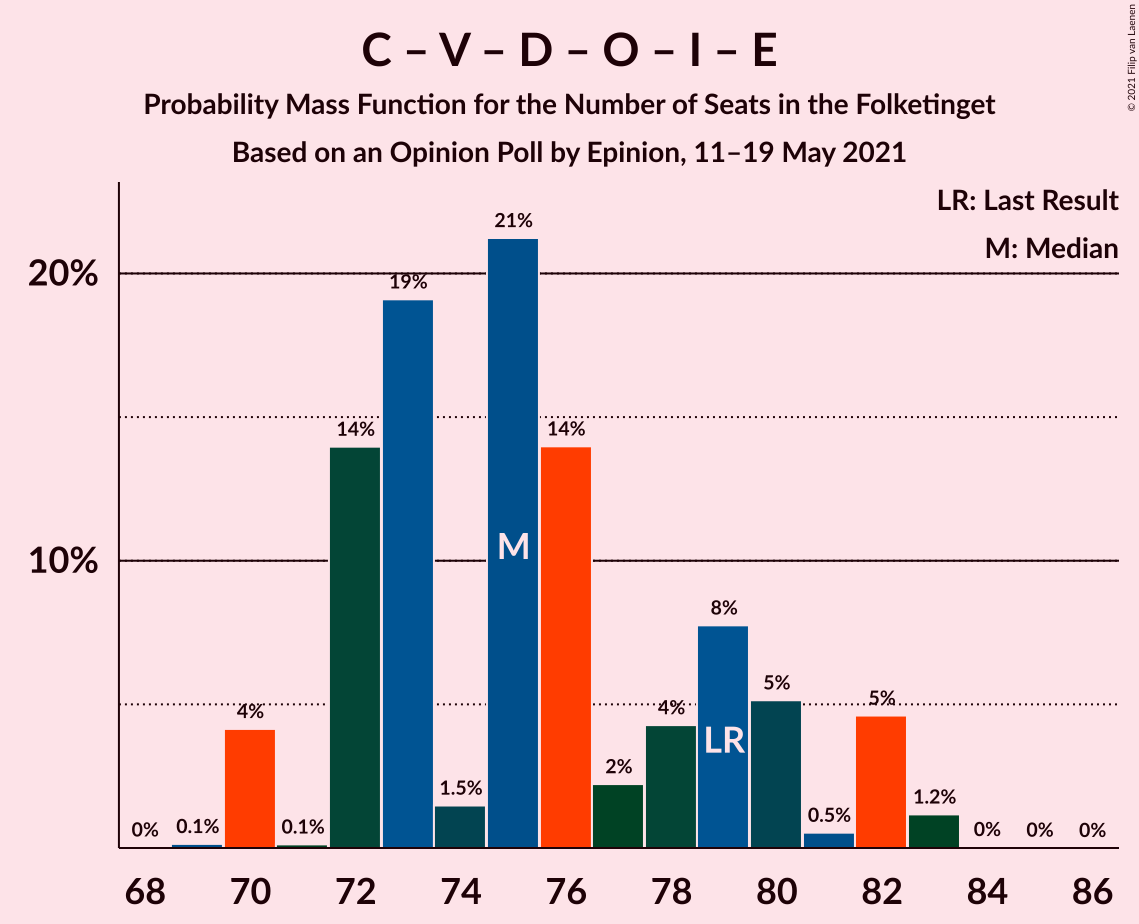 C – V – D – O – I – E
Probability Mass Function for the Number of Seats in the Folketinget
Based on an Opinion Poll by Epinion, 11–19 May 2021
© 2021 Filip van Laenen
LR: Last Result
M: Median
20%
10%
0%
0.1%
4%
0.1%
14%
19%
1.5%
21%
14%
2%
4%
8%
5%
0.5%
5%
1.2%
0%
0%
0%
M
LR
68 70 72 74 76 78 80 82 84 86